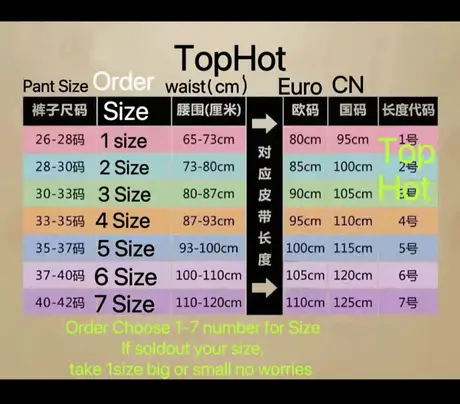 TopHot
Pant Size Order waist(cm) Euro CN
裤子尺码 Size 腰围(厘米) 欧码 国码 长度代码
26-28码 1 size 65-73cm 80cm 95cm 1号
28-30码 2 Size 73-80cm 85cm 100cm 2号
30-33码 3 Size 80-87cm 90cm 105cm 3号
33-35码 4 Size 87-93cm 95cm 110cm 4号
35-37码 5 Size 93-100cm 100cm 115cm 5号
37-40码 6 Size 100-110cm 105cm 120cm 6号
40-42码 7 Size 110-120cm 110cm 125cm 7号
对应皮带长度
Top
Hot
Order Choose 1-7 number for Size
If soldout your size,
take 1size big or small no worries